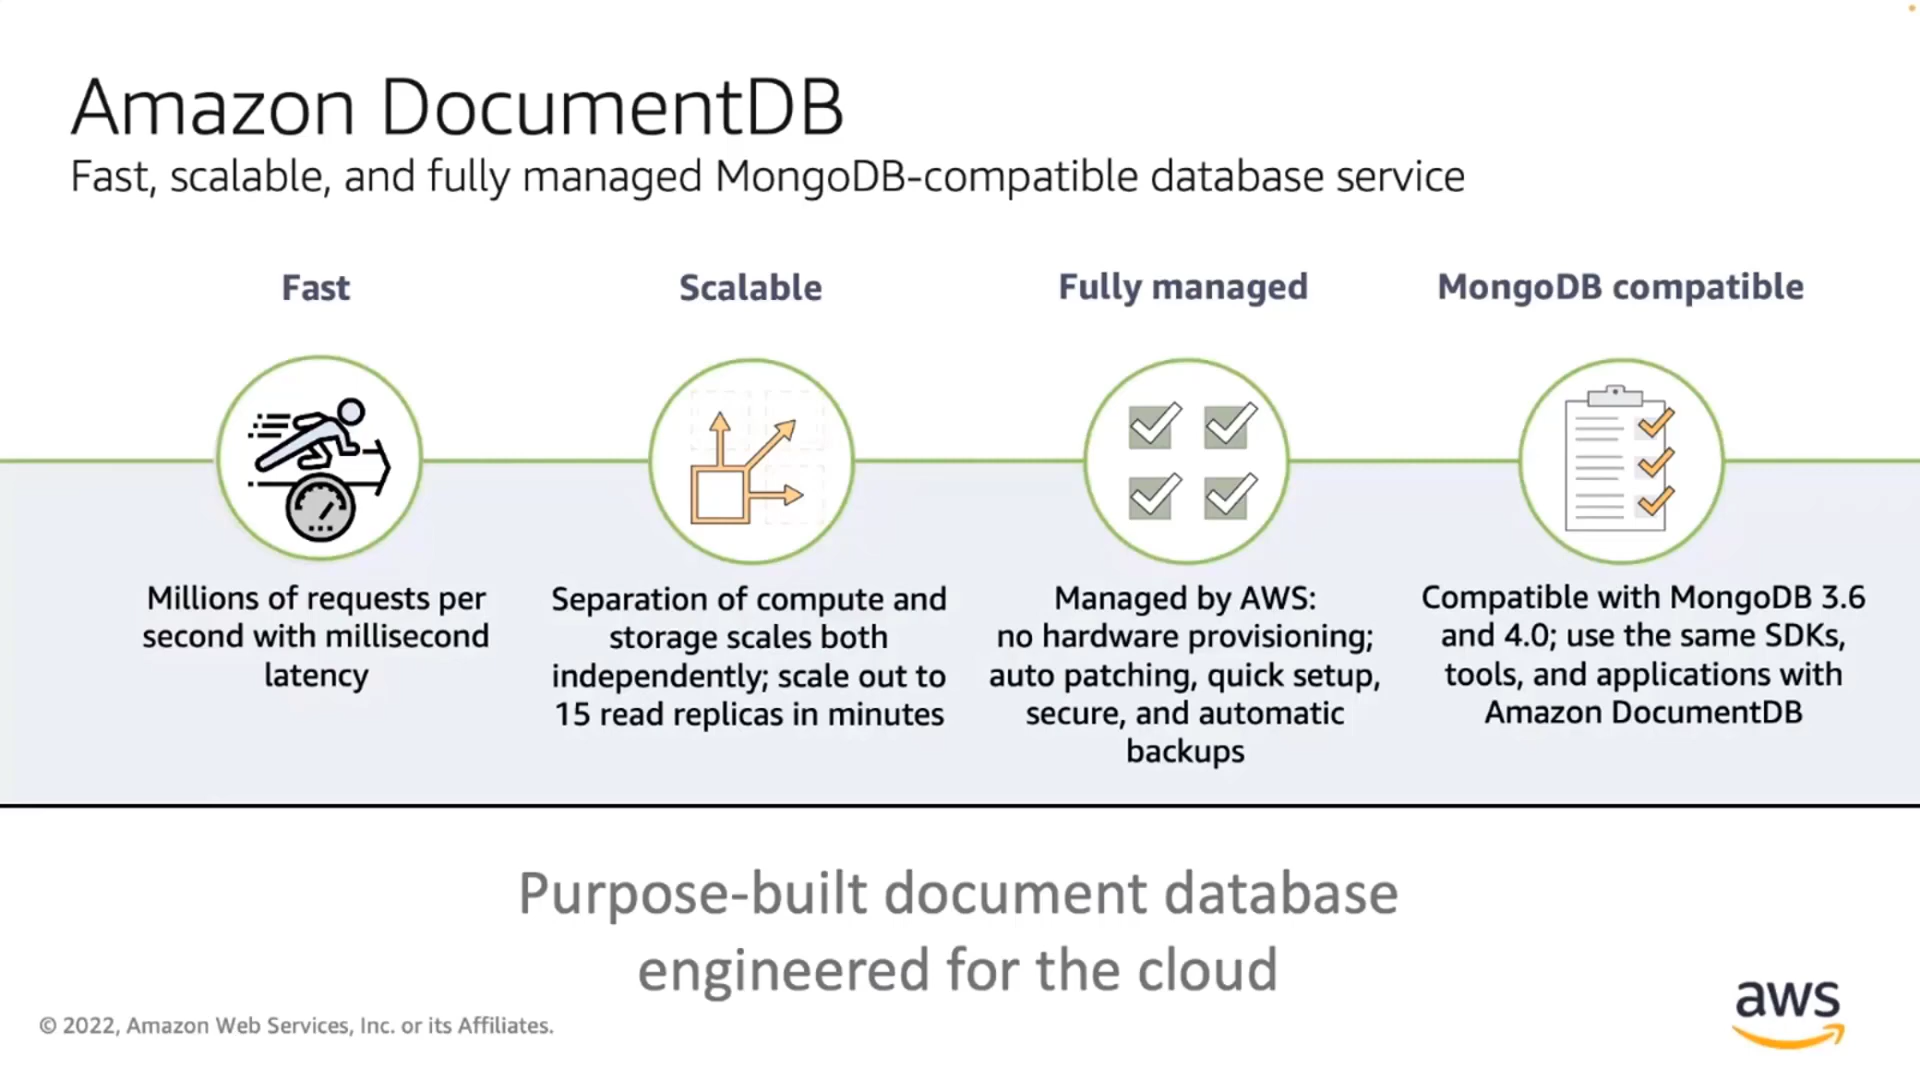 Amazon DocumentDB
Fast, scalable, and fully managed MongoDB-compatible database service
Fast
Millions of requests per
second with millisecond
latency
Scalable
Separation of compute and
storage scales both
independently; scale out to
15 read replicas in minutes
Fully managed
Managed by AWS:
no hardware provisioning;
auto patching, quick setup,
secure, and automatic
backups
MongoDB compatible
Compatible with MongoDB 3.6
and 4.0; use the same SDKs,
tools, and applications with
Amazon DocumentDB
Purpose-built document database
engineered for the cloud
© 2022, Amazon Web Services, Inc. or its Affiliates.
aws